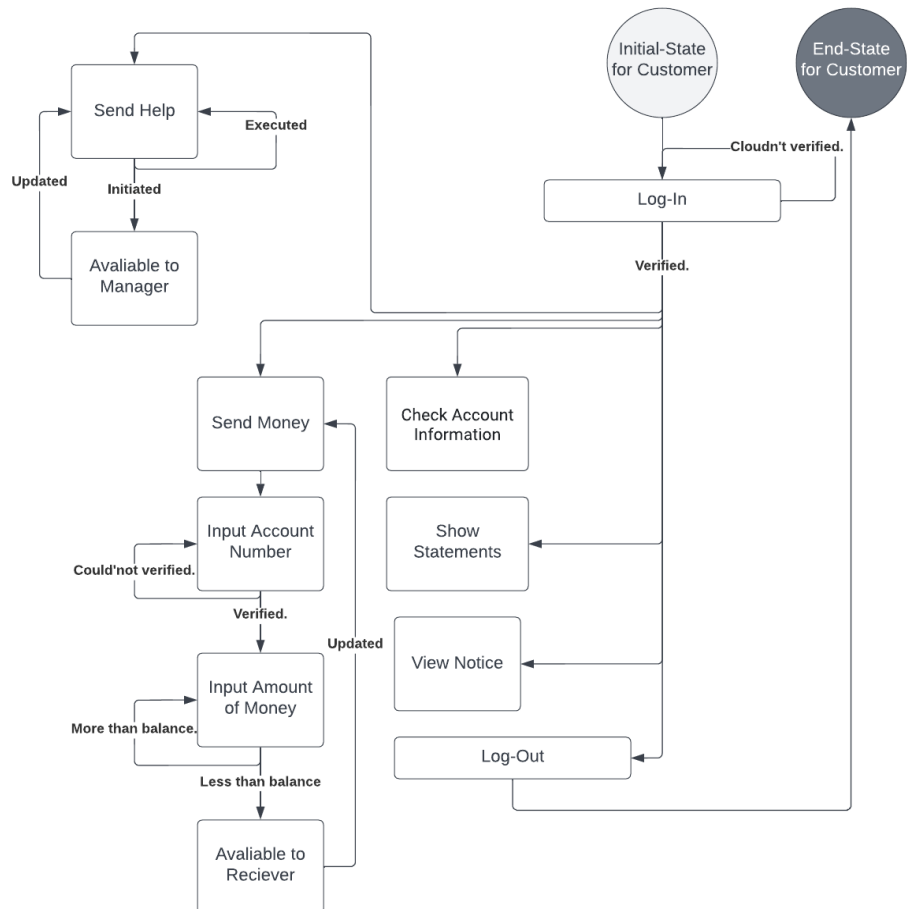 Initial-State
for Customer
End-State
for Customer
Send Help
Executed
Cloudn't verified.
Updated
Initiated
Log-In
Avaliable to
Manager
Verified.
Send Money
Check Account
Information
Input Account
Number
Show
Statements
Could'not verified.
Verified.
Updated
View Notice
Input Amount
of Money
More than balance.
Log-Out
Less than balance
Avaliable to
Reciever